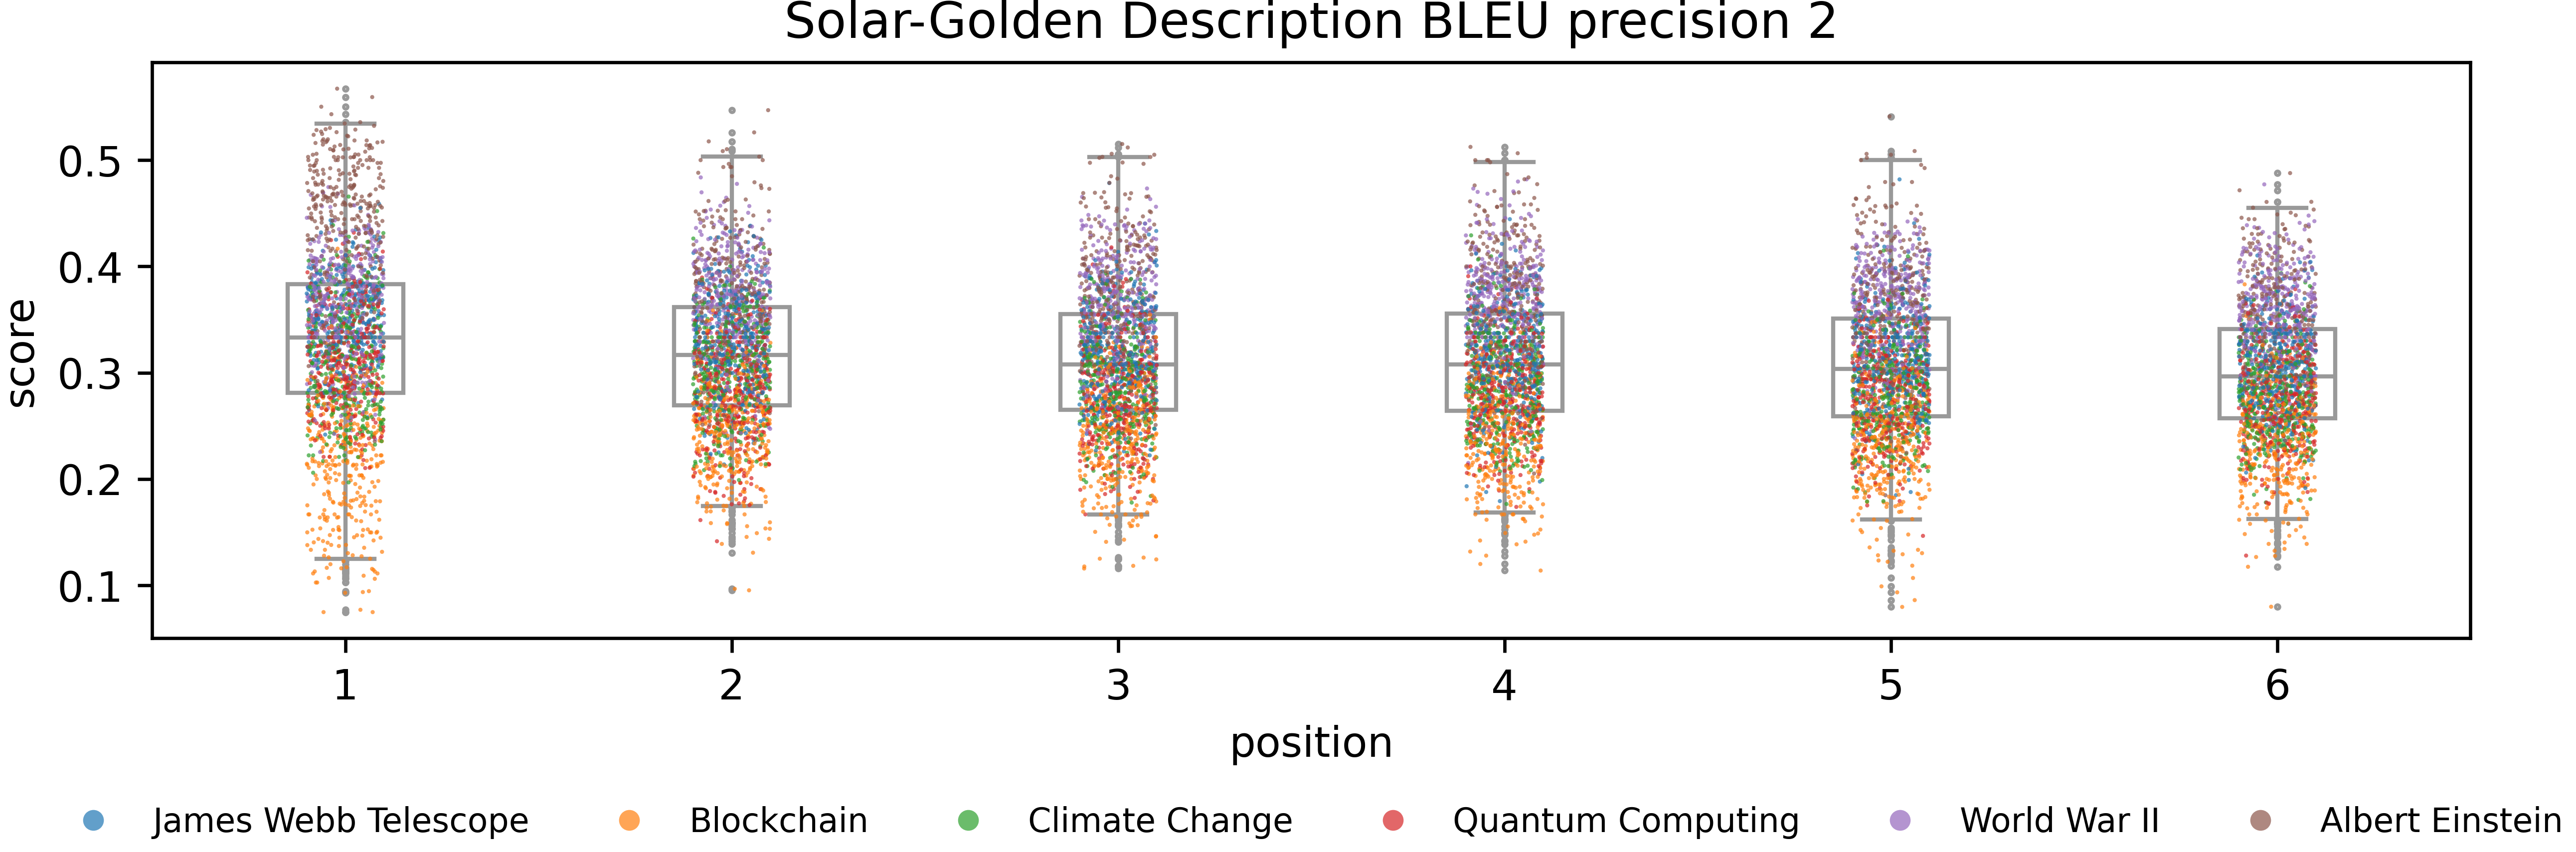 Solar-Golden Description BLEU precision 2
score
0.5
0.4
0.3
0.2
0.1
1 2 3 4 5 6
position
James Webb Telescope Blockchain Climate Change Quantum Computing World War II Albert Einstein